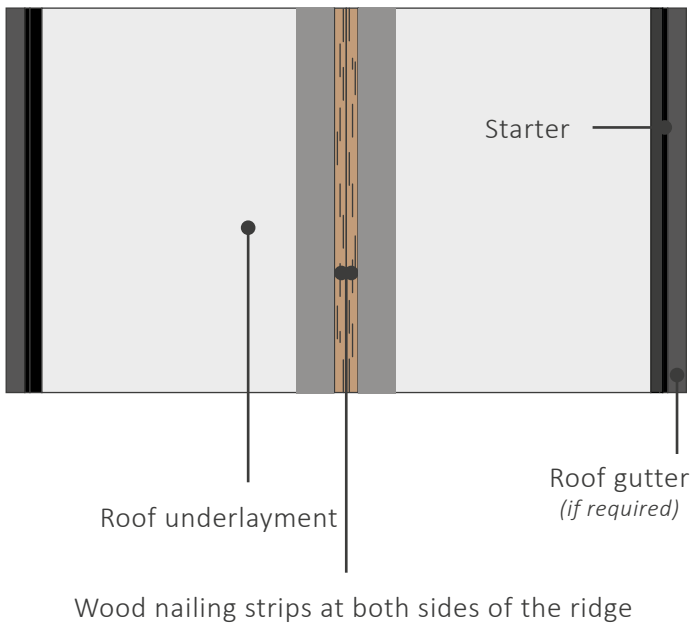 Starter
Roof gutter
(if required)
Roof underlayment
Wood nailing strips at both sides of the ridge